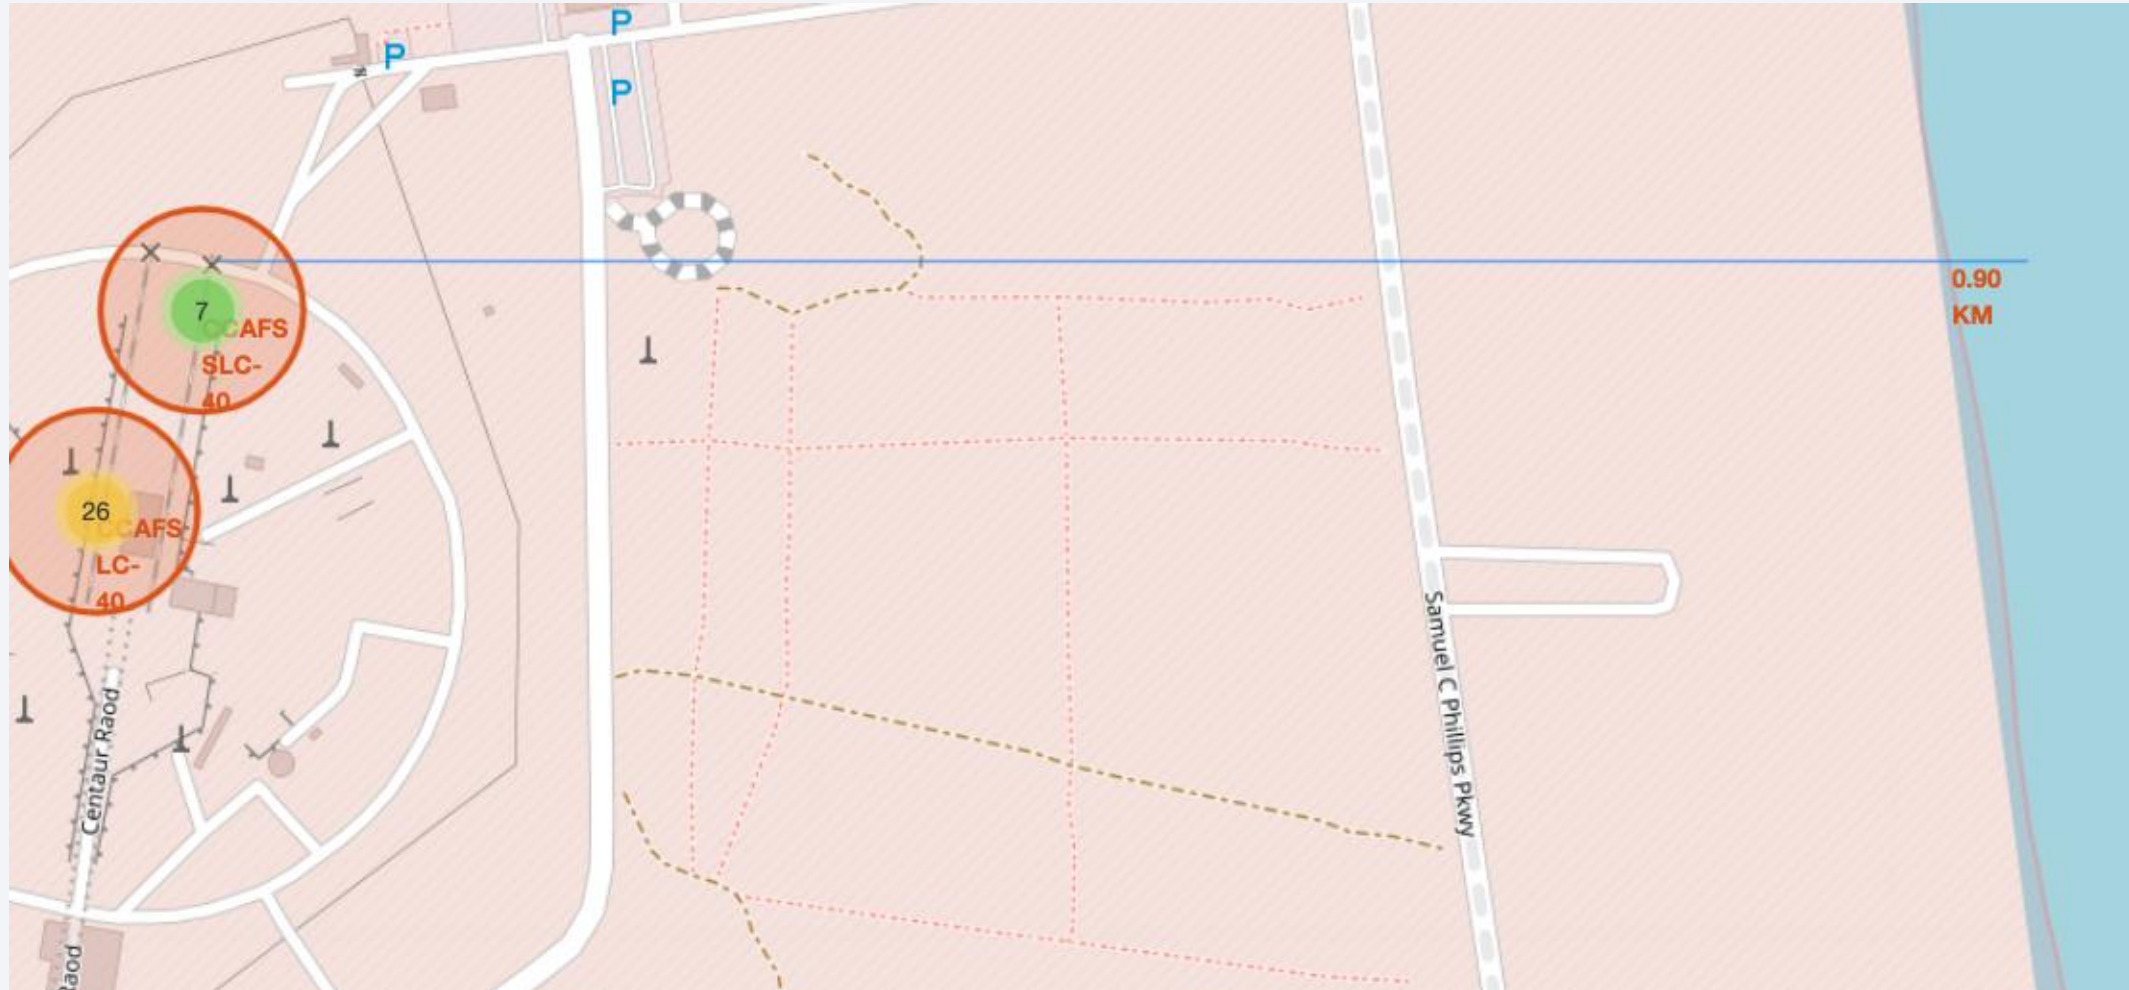 P
P
P
0.90
KM
7
CCAFS
SLC-
40
26
CCAFS
LC-
40
Samuel C Phillips Pkwy
Centaur Raod
Raod